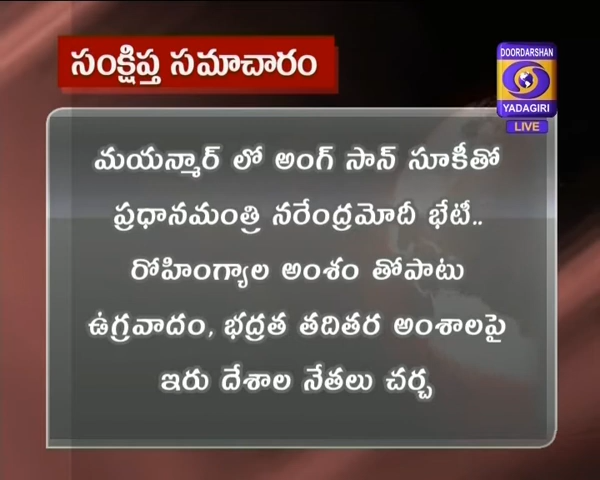 సంక్షిప్త సమాచారం
DOORDARSHAN
YADAGIRI
LIVE
మయన్మార్ లో అంగ్ సాన్ సూకీతో
ప్రధానమంత్రి నరేంద్రమోదీ భేటీ..
రోహింగ్యాల అంశం తోపాటు
ఉగ్రవాదం, భద్రత తదితర అంశాలపై
ఇరు దేశాల నేతలు చర్చ